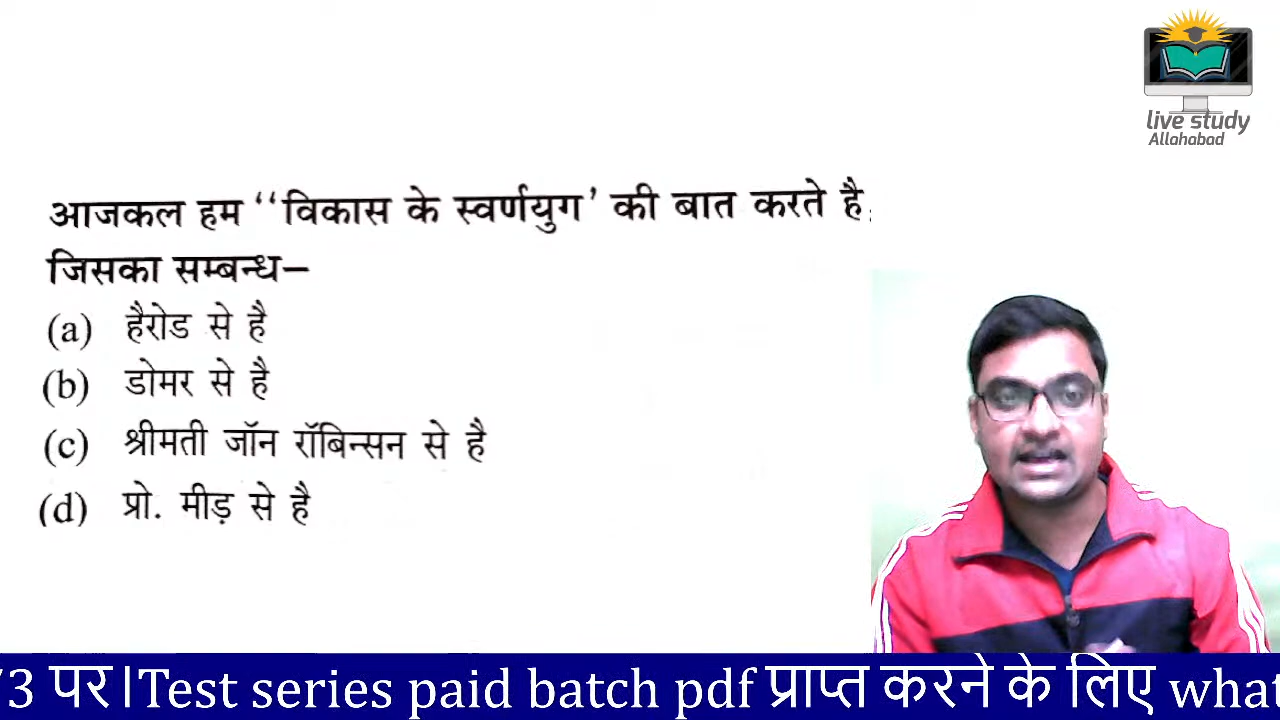 live study
Allahabad
आजकल हम ‘‘विकास के स्वर्णयुग’ की बात करते है,
जिसका सम्बन्ध–
(a) हैरोड से है
(b) डोमर से है
(c) श्रीमती जॉन रॉबिन्सन से है
(d) प्रो. मीड़ से है
73 पर।Test series paid batch pdf प्राप्त करने के लिए what